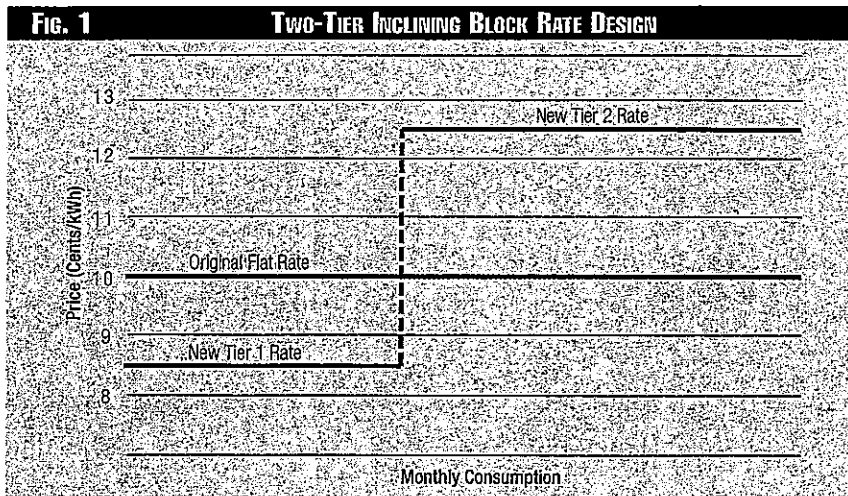 FIG. 1
TWO-TIER INCLINING BLOCK RATE DESIGN
13
New Tier 2 Rate
12
11
Price (Cents/kWh)
Original Flat Rate
10
9
New Tier 1 Rate
8
Monthly Consumption